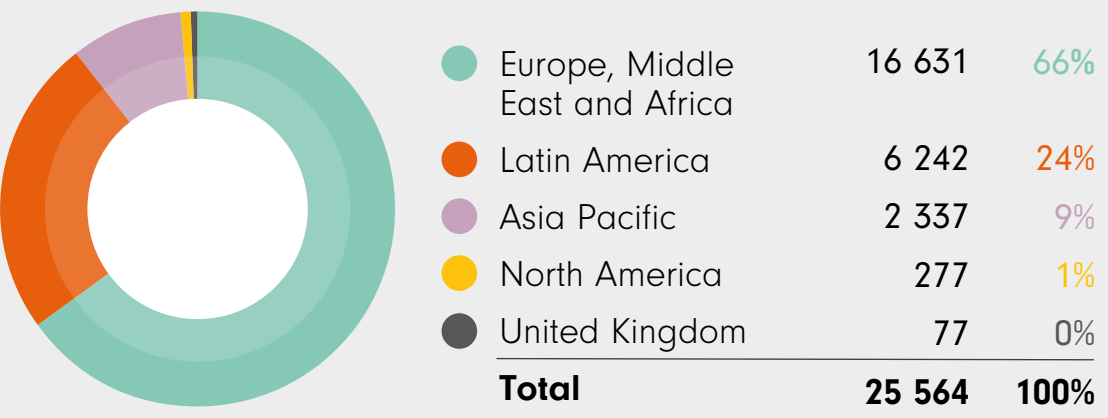 Europe, Middle 16 631 66%
East and Africa
Latin America 6 242 24%
Asia Pacific 2 337 9%
North America 277 1%
United Kingdom 77 0%
Total 25 564 100%